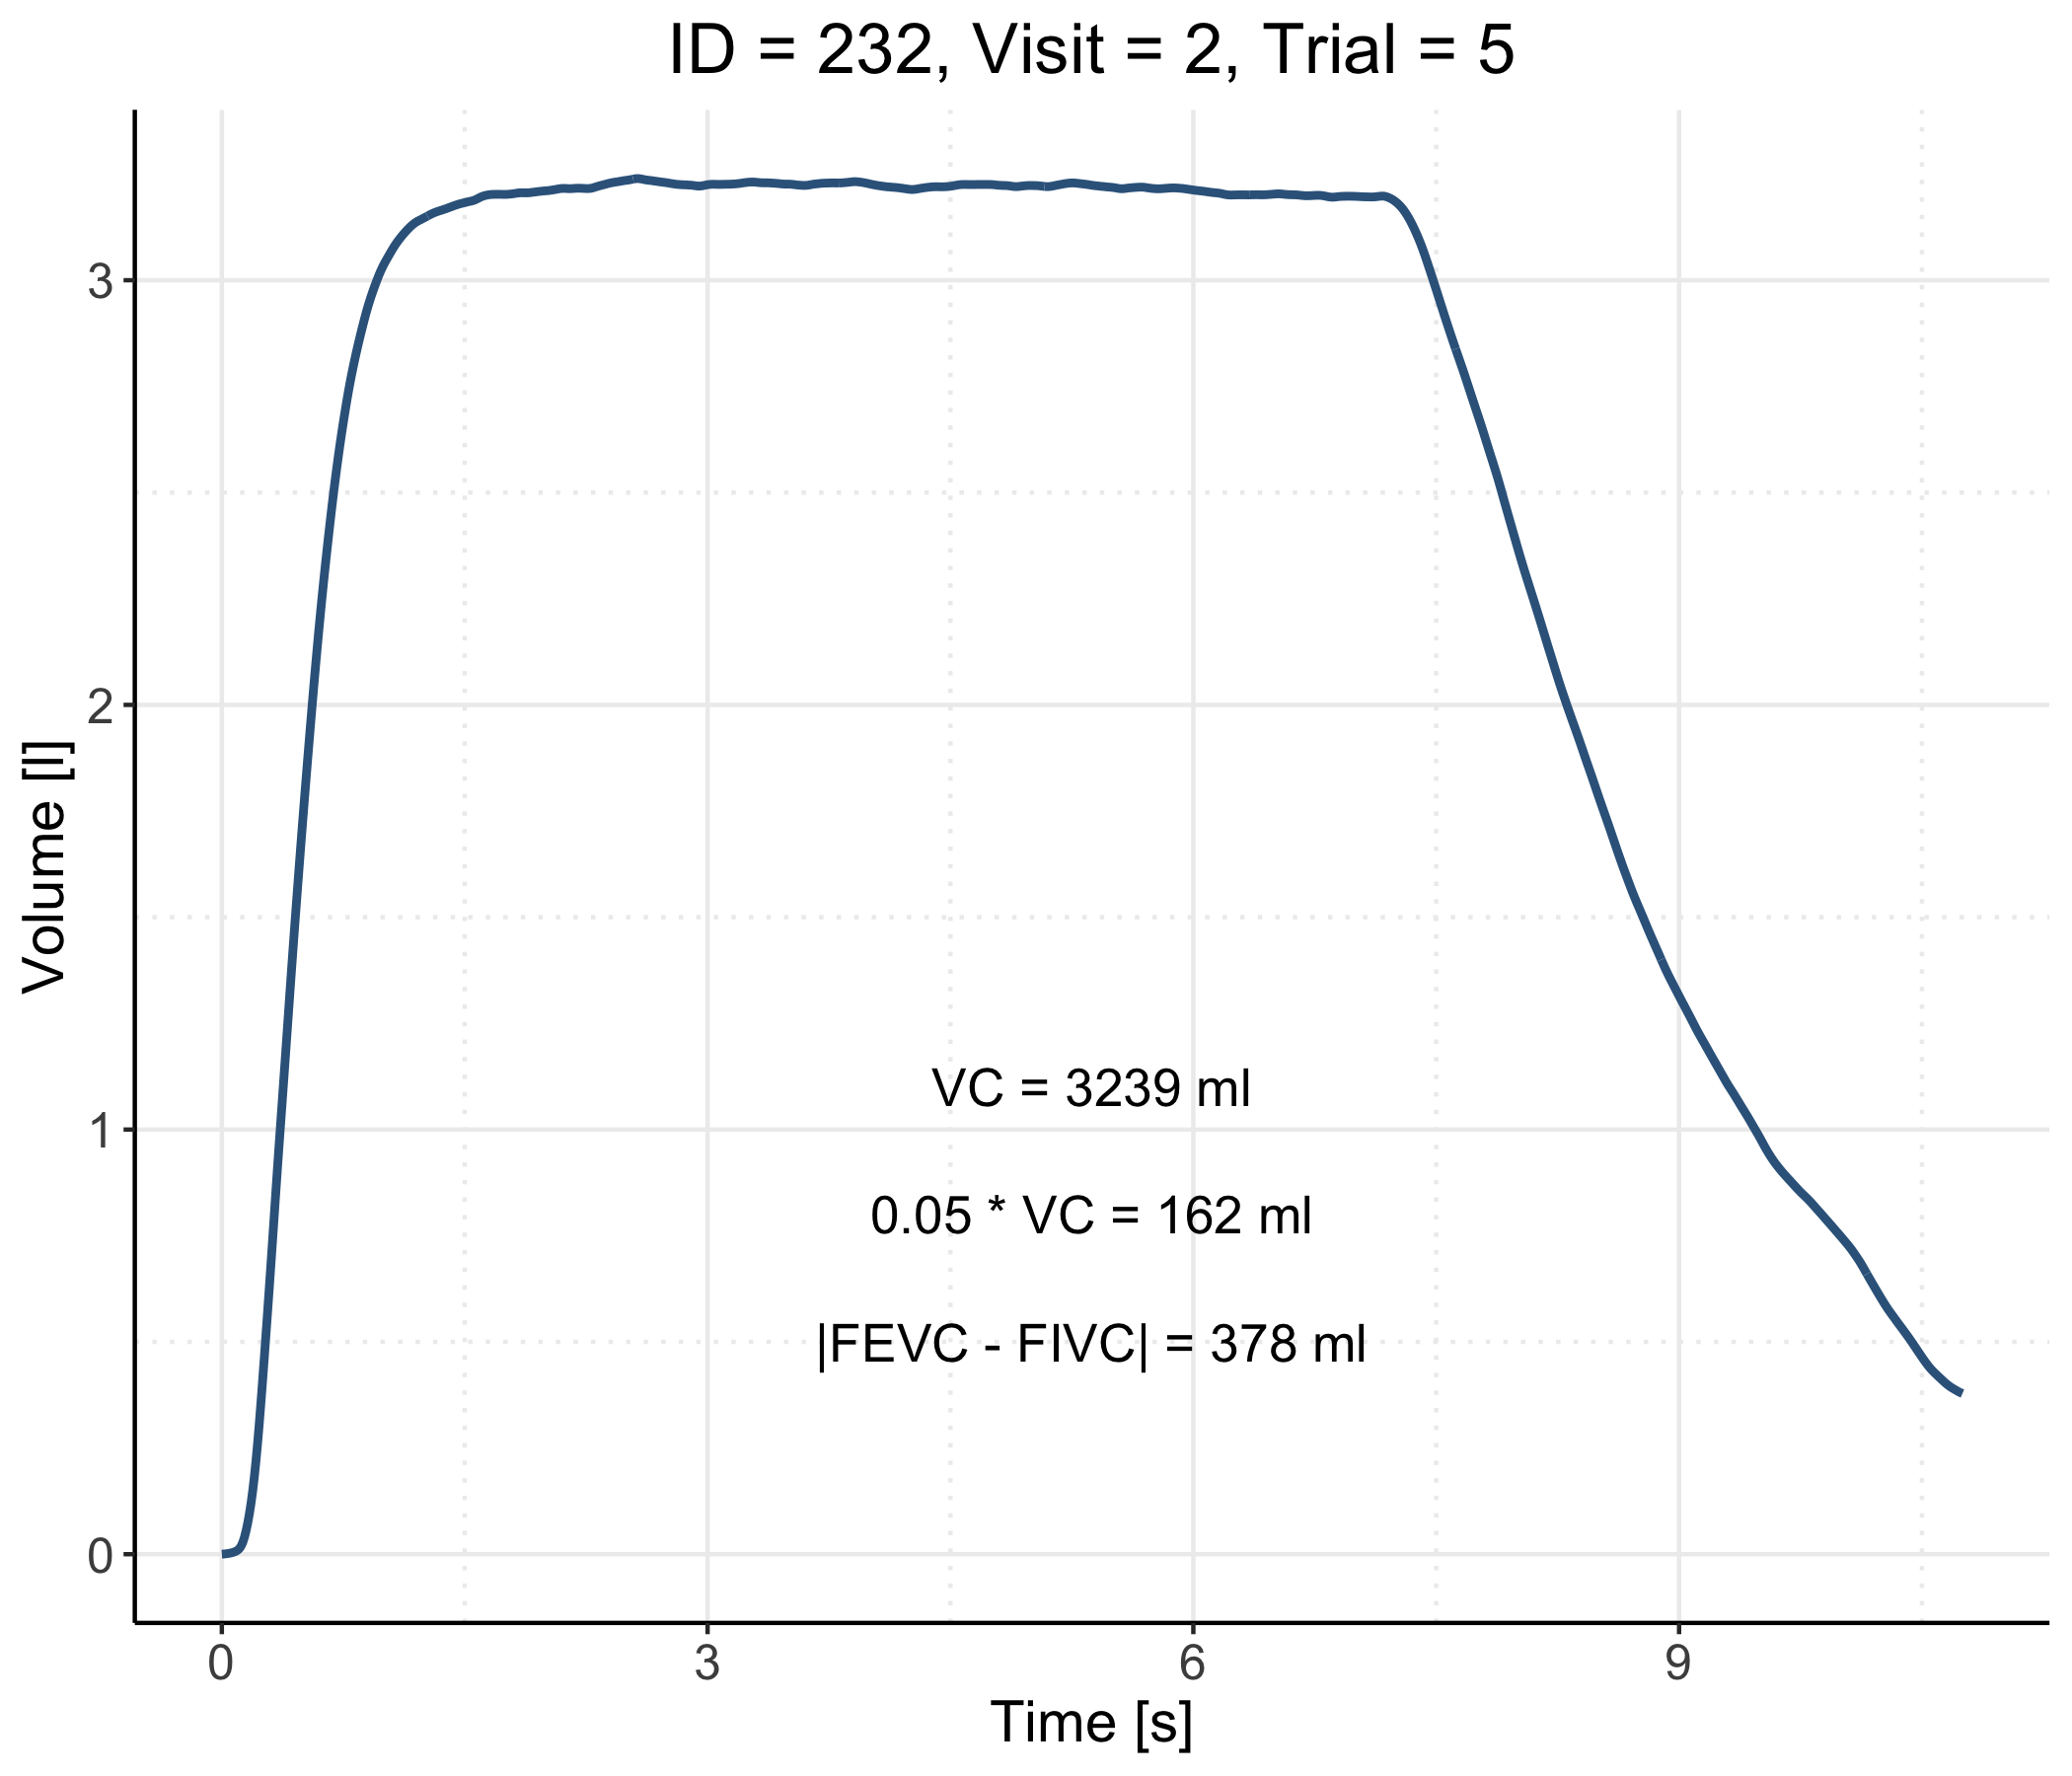 ID = 232, Visit = 2, Trial = 5
Volume [l]
3
2
1
0
VC = 3239 ml
0.05 * VC = 162 ml
|FEVC - FIVC| = 378 ml
0 3 6 9
Time [s]